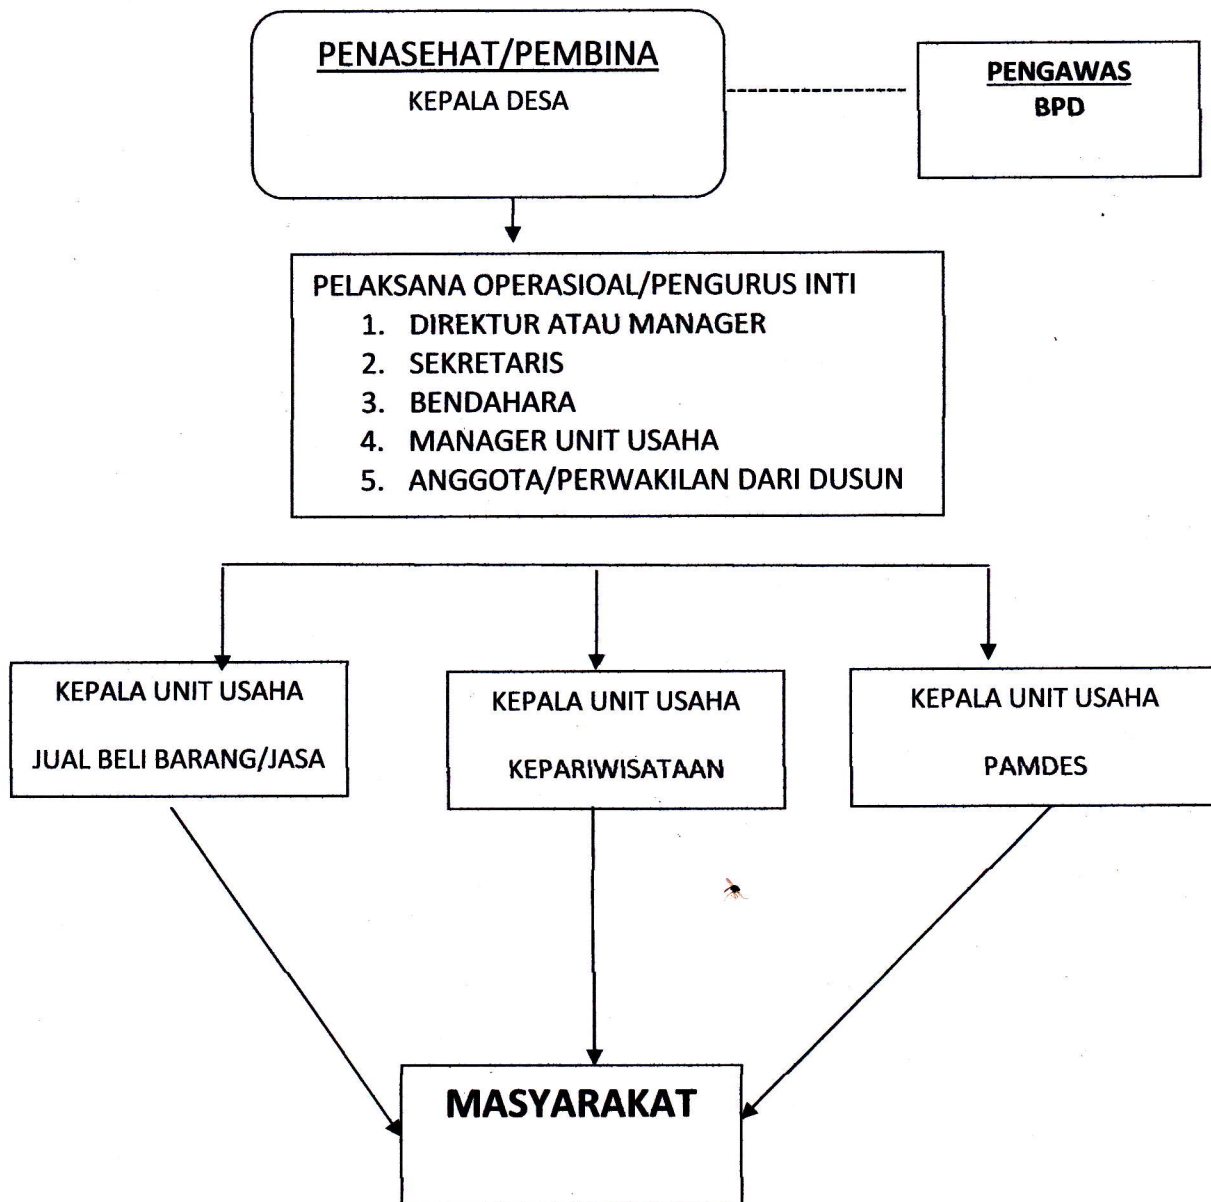 PENASEHAT/PEMBINA
KEPALA DESA
PENGAWAS
BPD
PELAKSANA OPERASIOAL/PENGURUS INTI
1. DIREKTUR ATAU MANAGER
2. SEKRETARIS
3. BENDAHARA
4. MANAGER UNIT USAHA
5. ANGGOTA/PERWAKILAN DARI DUSUN
KEPALA UNIT USAHA
JUAL BELI BARANG/JASA
KEPALA UNIT USAHA
KEPARIWISATAAN
KEPALA UNIT USAHA
PAMDES
MASYARAKAT